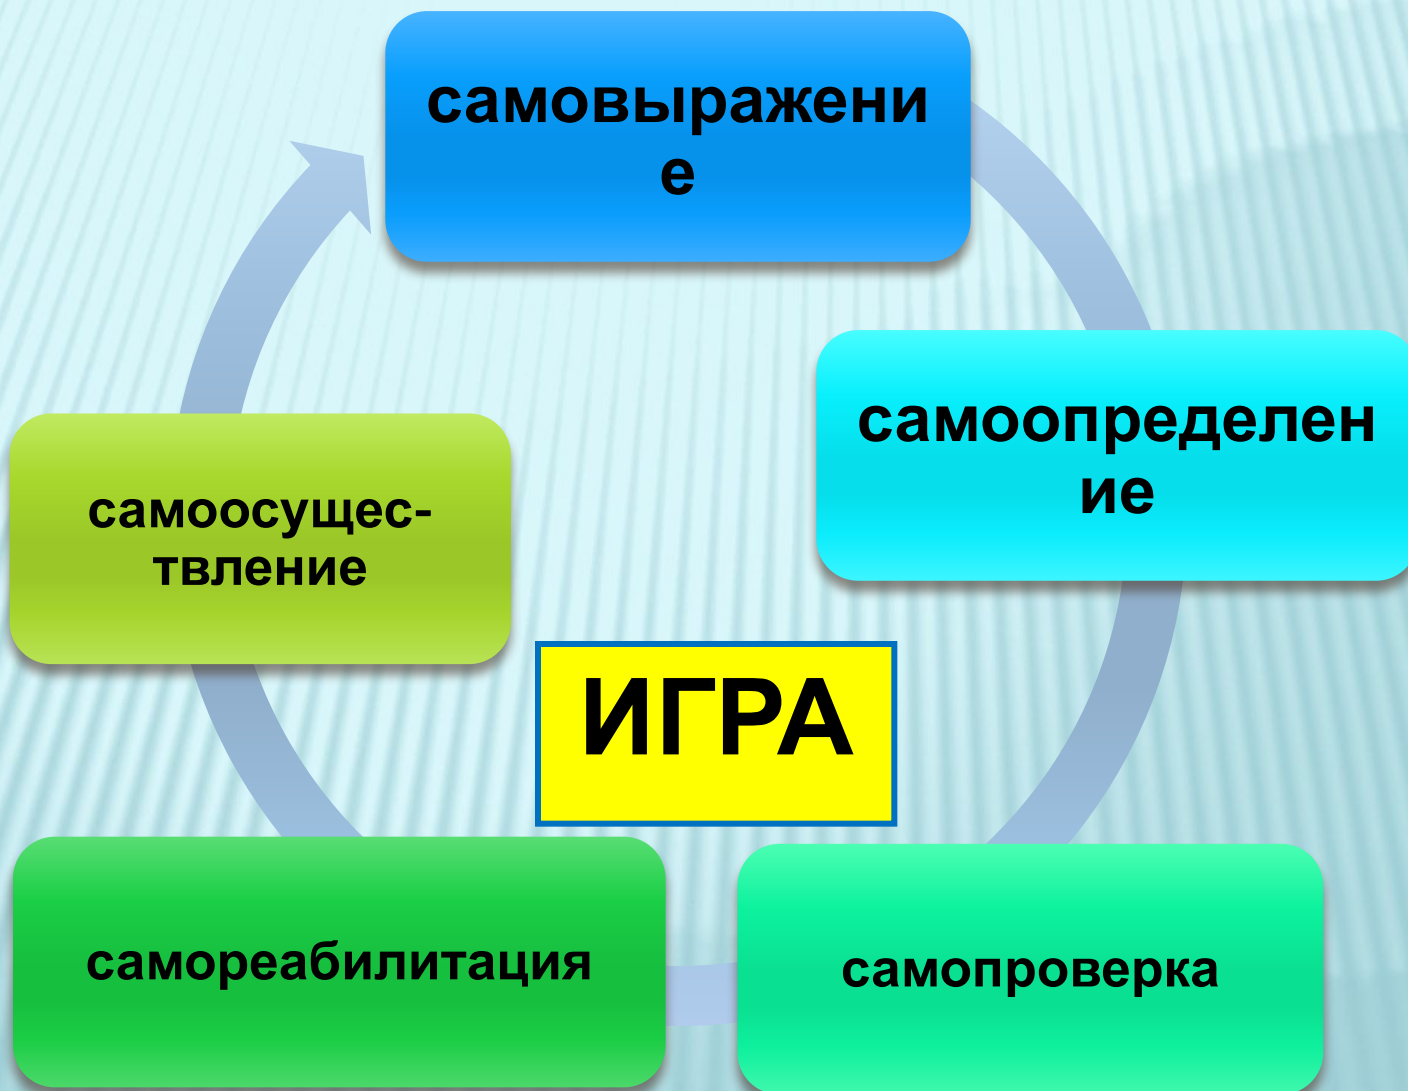 самовыражени
е
самоопределен
ие
самоосущес-
твление
ИГРА
самореабилитация
самопроверка